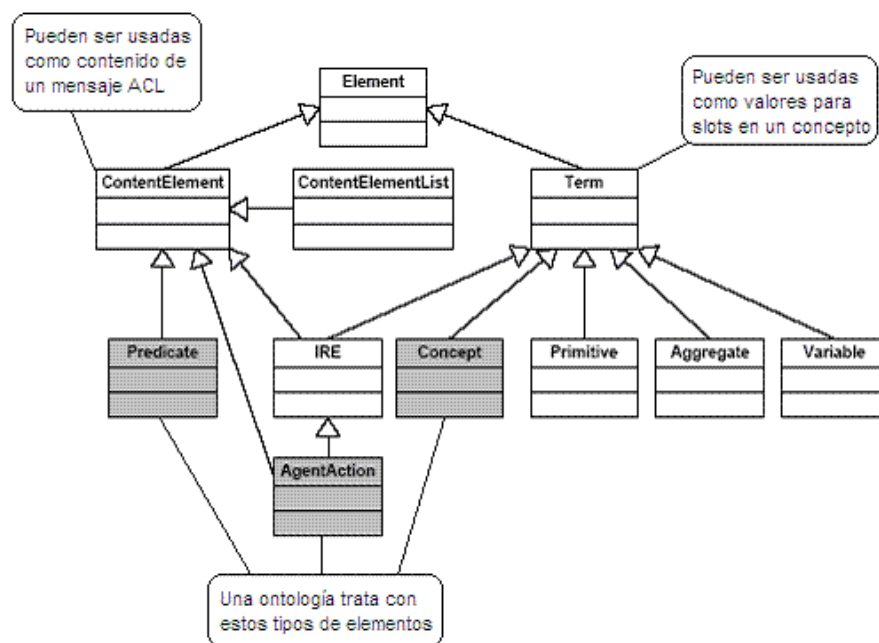 Pueden ser usadas
como contenido de
un mensaje ACL
Element
Pueden ser usadas
como valores para
slots en un concepto
ContentElement
ContentElementList
Term
Predicate
IRE
Concept
Primitive
Aggregate
Variable
AgentAction
Una ontología trata con
estos tipos de elementos